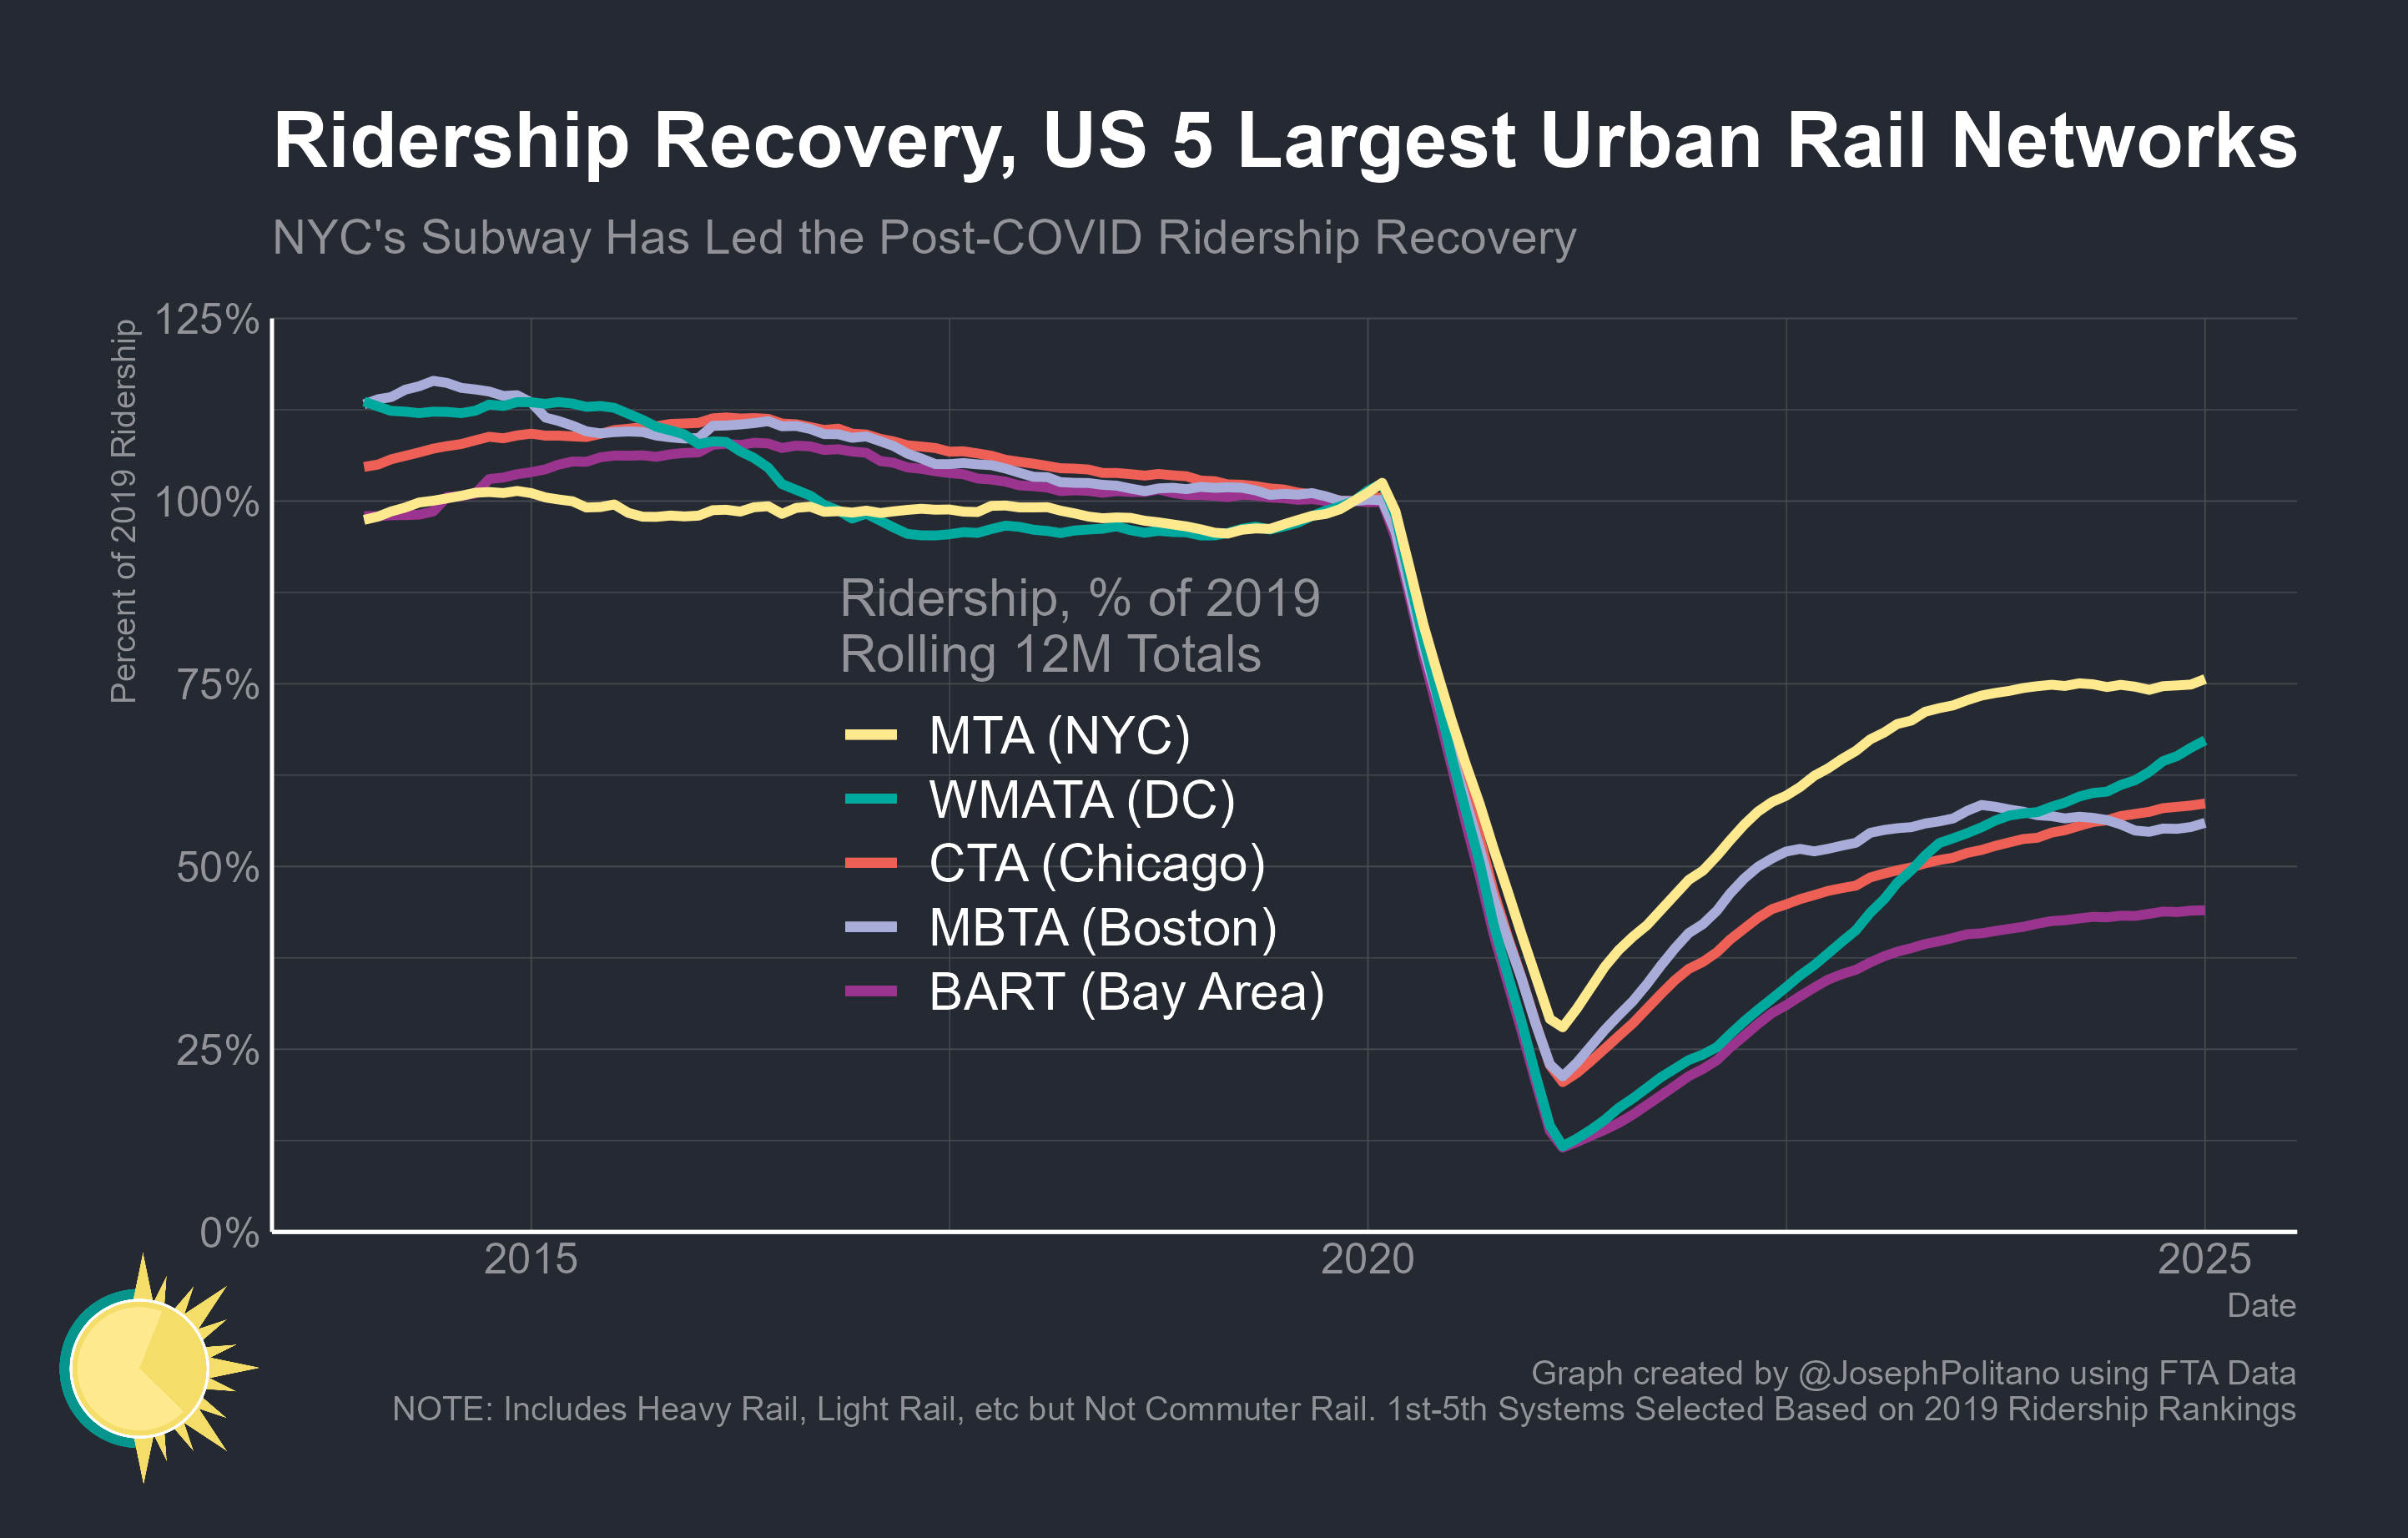 Ridership Recovery, US 5 Largest Urban Rail Networks
NYC's Subway Has Led the Post-COVID Ridership Recovery
Percent of 2019 Ridership
125%
100%
75%
50%
25%
0%
Ridership, % of 2019
Rolling 12M Totals
MTA (NYC)
WMATA (DC)
CTA (Chicago)
MBTA (Boston)
BART (Bay Area)
2015
2020
2025
Date
Graph created by @JosephPolitano using FTA Data
NOTE: Includes Heavy Rail, Light Rail, etc but Not Commuter Rail. 1st-5th Systems Selected Based on 2019 Ridership Rankings